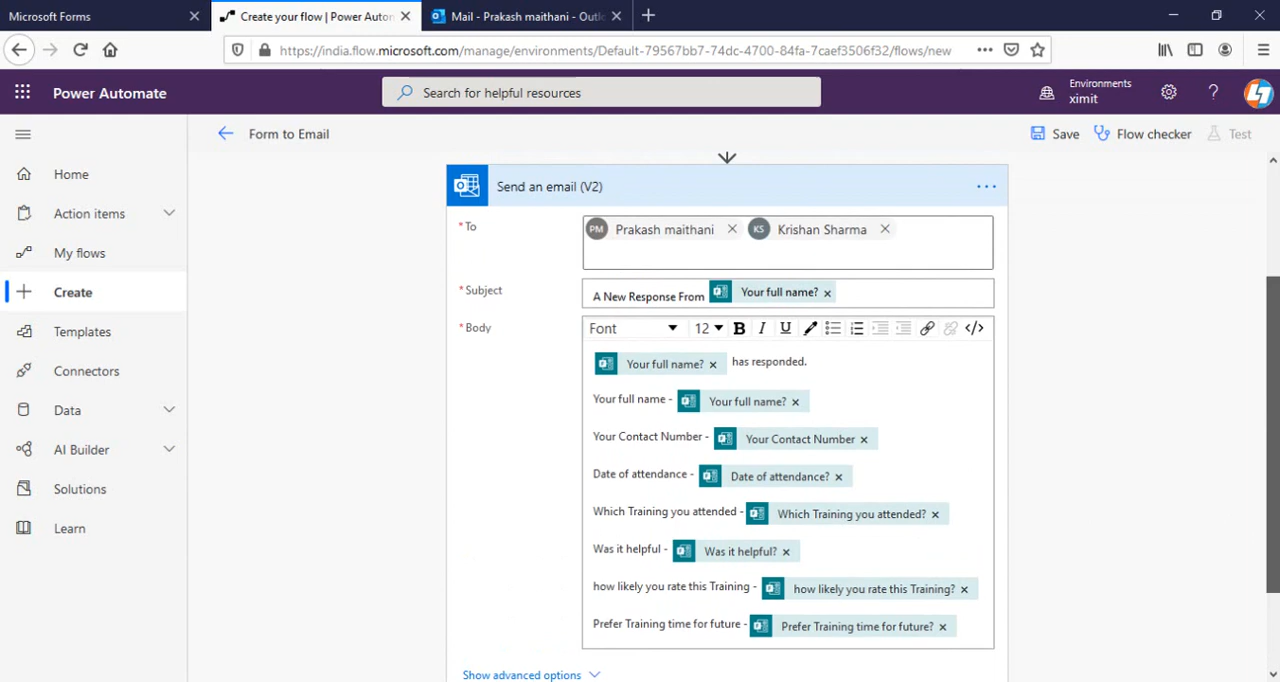 Microsoft Forms
Create your flow | Power Auton
Mail - Prakash maithani - Outl
https://india.flow.microsoft.com/manage/environments/Default-79567bb7-74dc-4700-84fa-7caef3506f32/flows/new
Power Automate
Search for helpful resources
Environments
ximit
Form to Email
Save
Flow checker
Test
Home
Action items
My flows
Create
Templates
Connectors
Data
AI Builder
Solutions
Learn
Send an email (V2)
*To
PM Prakash maithani
KS Krishan Sharma
*Subject
A New Response From Your full name?
*Body
Font 12 B I U </>
Your full name? has responded.
Your full name - Your full name?
Your Contact Number - Your Contact Number
Date of attendance - Date of attendance?
Which Training you attended - Which Training you attended?
Was it helpful - Was it helpful?
how likely you rate this Training - how likely you rate this Training?
Prefer Training time for future - Prefer Training time for future?
Show advanced options